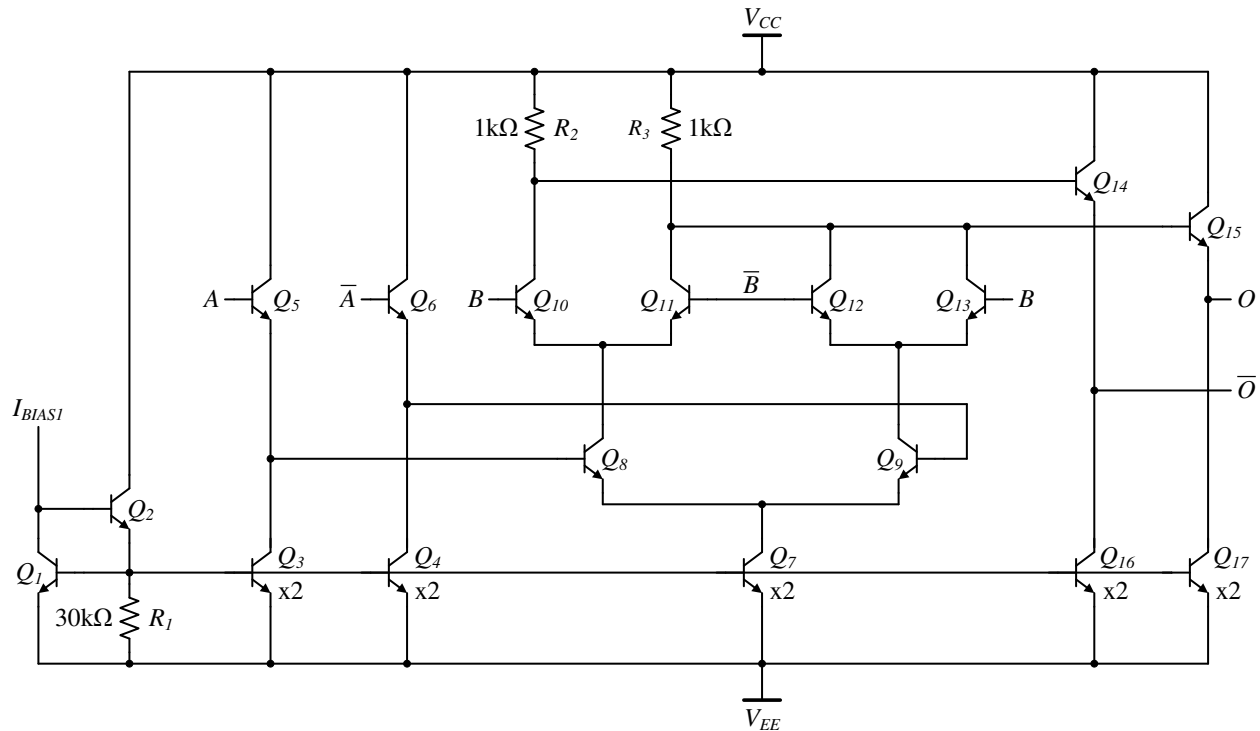 V_CC
1kΩ R_2 R_3 1kΩ
Q_14
Q_15
A Q_5 A̅ Q_6 B Q_10 Q_11 B̅ Q_12 Q_13 B O
O̅
I_BIAS1
Q_8 Q_9
Q_2
Q_1 Q_3 Q_4 Q_7 Q_16 Q_17
x2 x2 x2 x2 x2
30kΩ R_1
V_EE